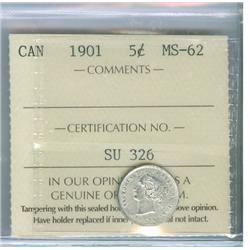 CAN 1901 5¢ MS-62
— COMMENTS —
— CERTIFICATION NO. —
SU 326
IN OUR OPIN S A
GENUINE O M.
Tampering with this sealed ho ove opinion.
Have holder replaced if inne al not intact.